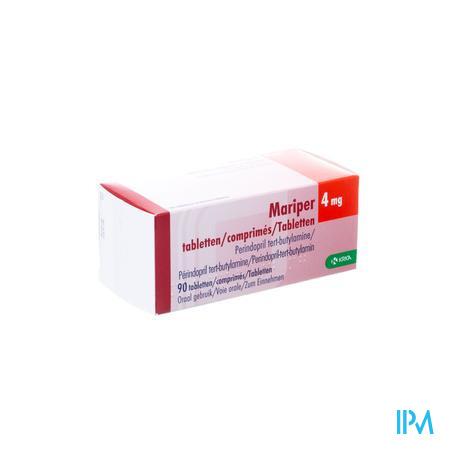 Mariper 4 mg
tabletten/comprimés/Tabletten
Perindopril tert-butylamine/
Périndopril tert-butylamine/Perindopril-tert-butylamin
90 tabletten/comprimés/Tabletten
Oraal gebruik/Voie orale/Zum Einnehmen
KRKA
IPM